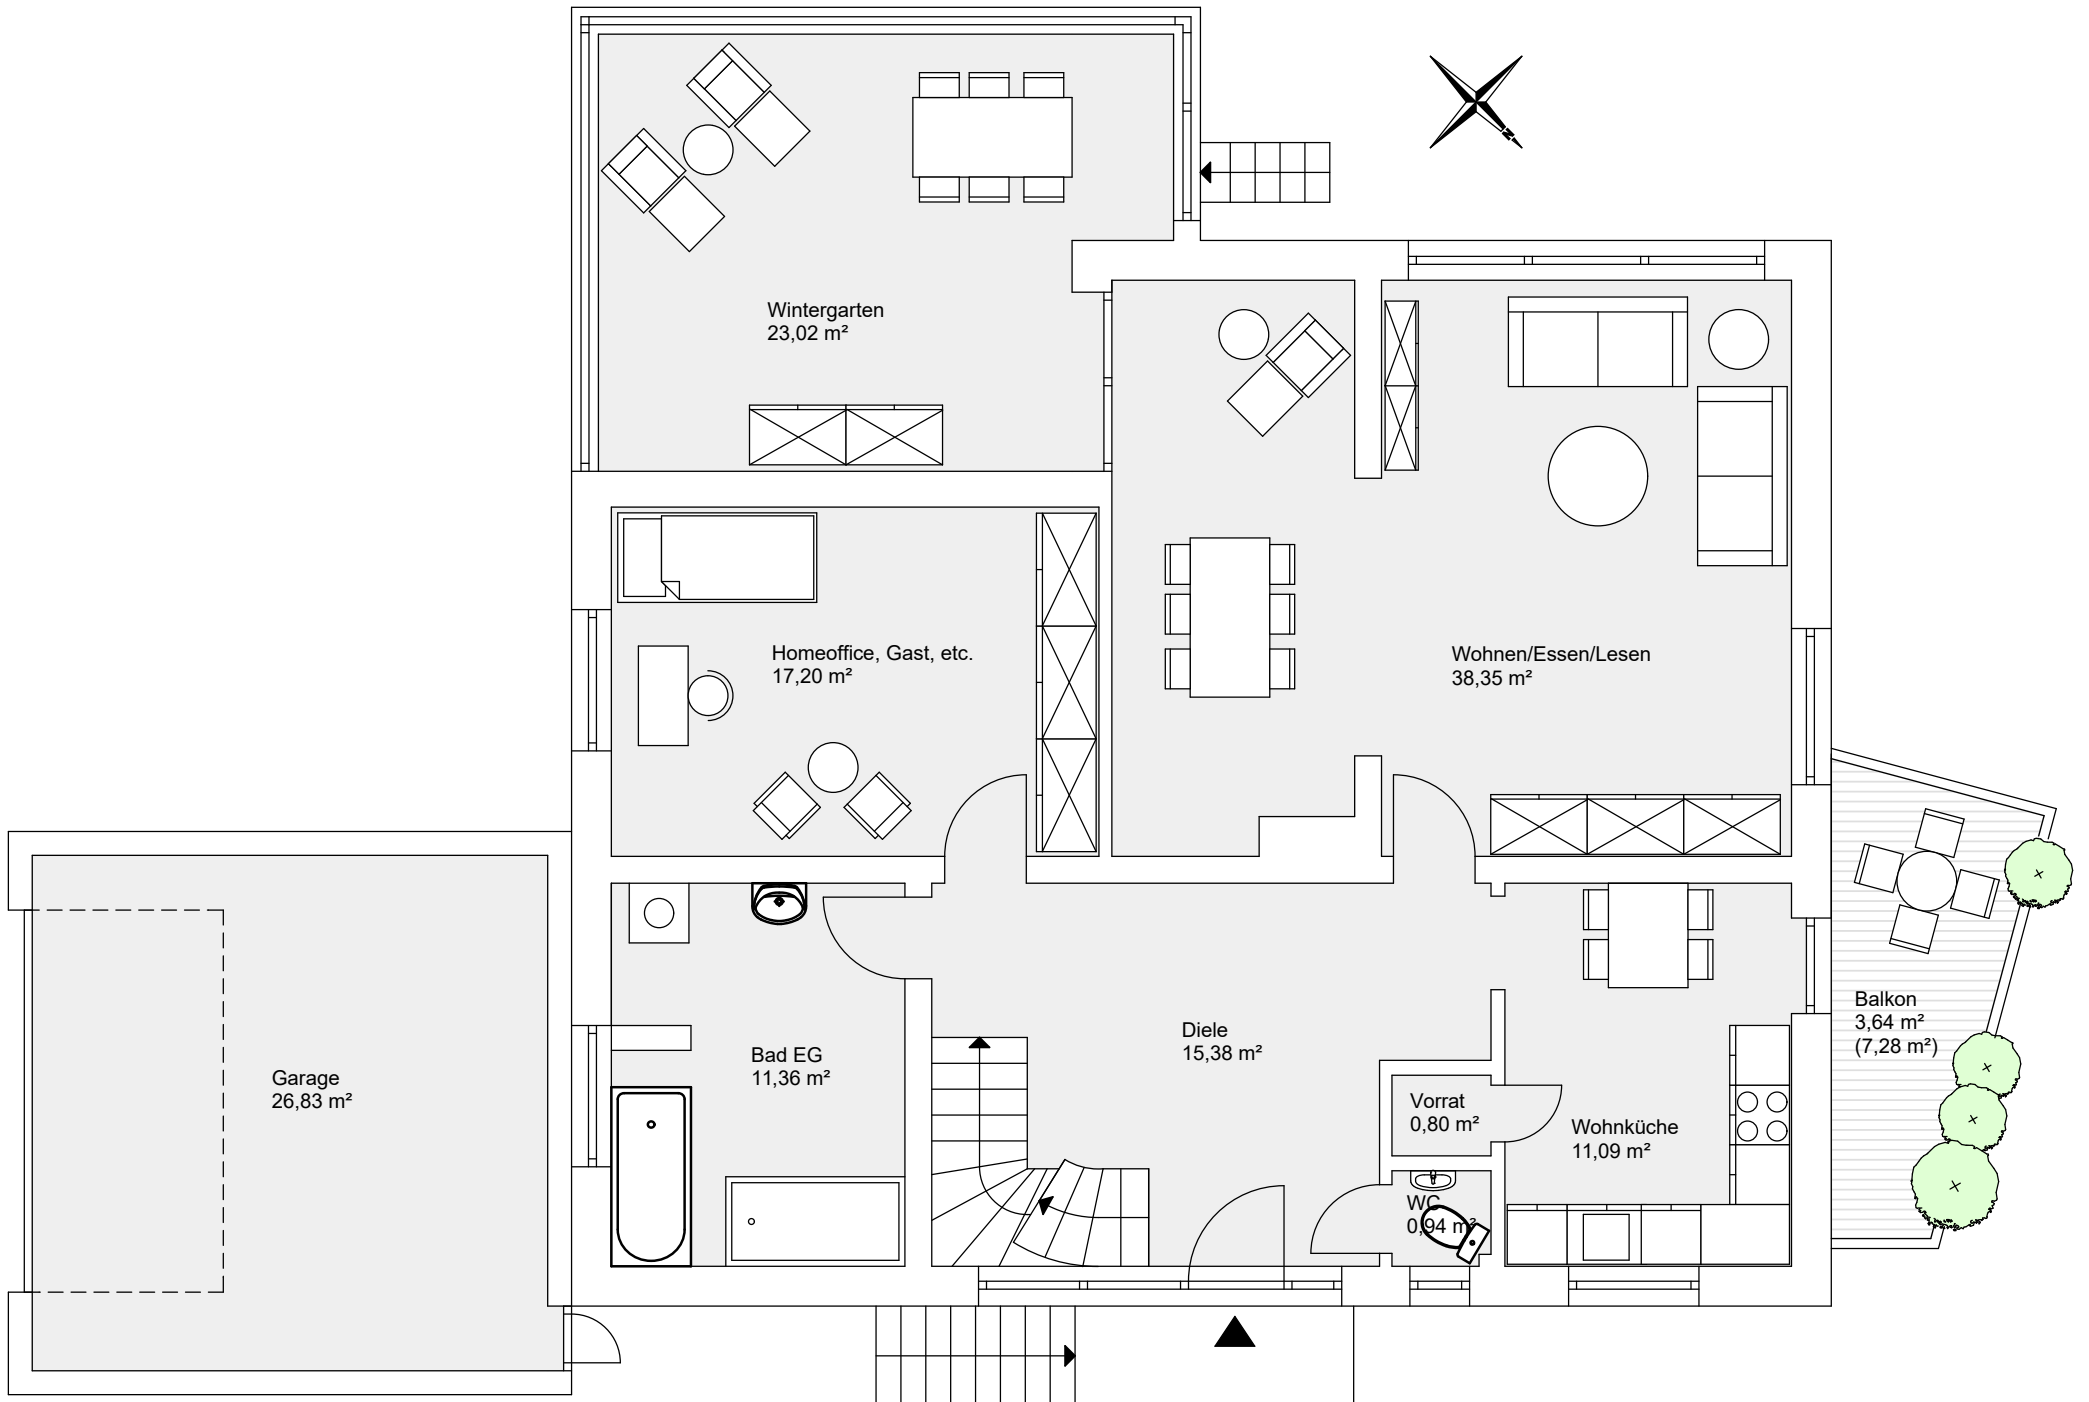 N
Wintergarten
23,02 m²
Homeoffice, Gast, etc.
17,20 m²
Wohnen/Essen/Lesen
38,35 m²
Balkon
3,64 m²
(7,28 m²)
Diele
15,38 m²
Bad EG
11,36 m²
Garage
26,83 m²
Vorrat
0,80 m²
Wohnküche
11,09 m²
WC
0,94 m²